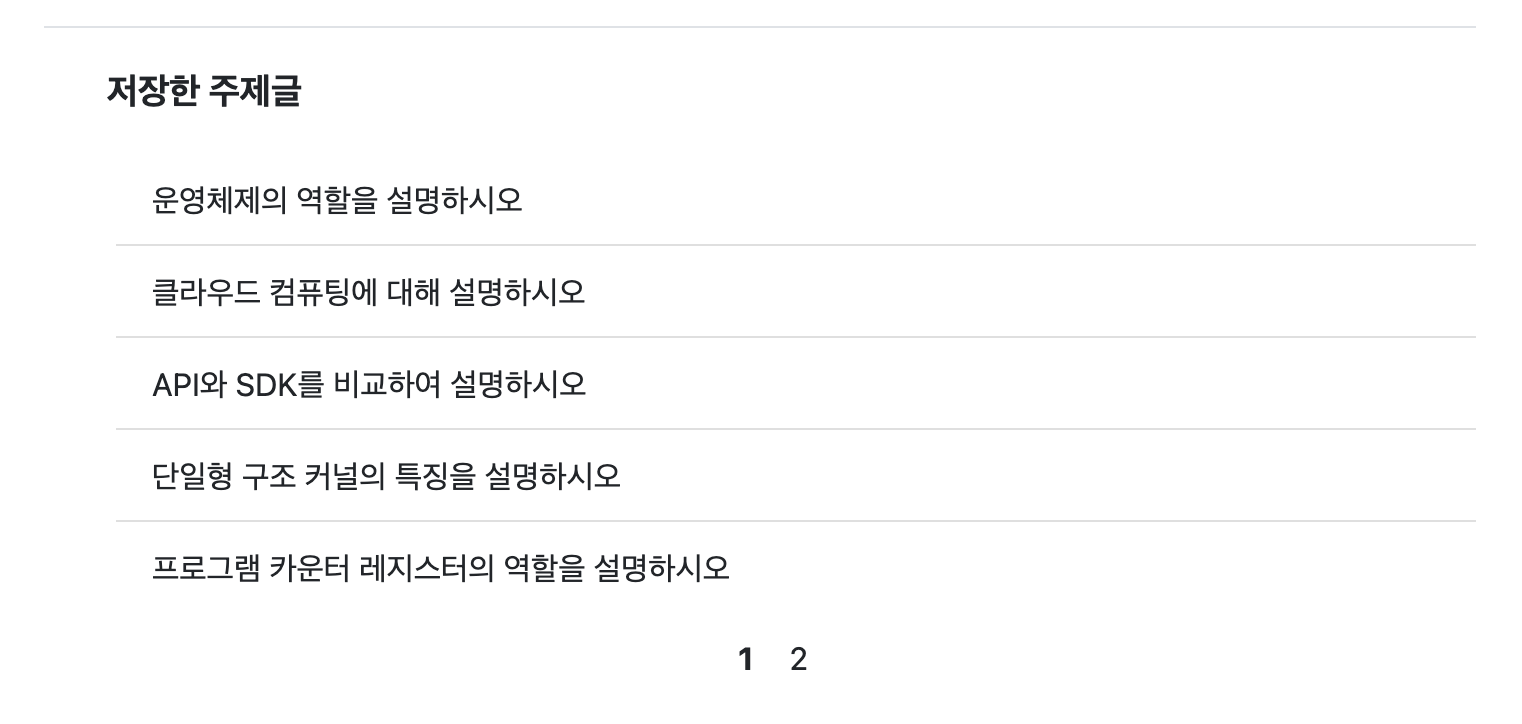 저장한 주제글
운영체제의 역할을 설명하시오
클라우드 컴퓨팅에 대해 설명하시오
API와 SDK를 비교하여 설명하시오
단일형 구조 커널의 특징을 설명하시오
프로그램 카운터 레지스터의 역할을 설명하시오
1 2